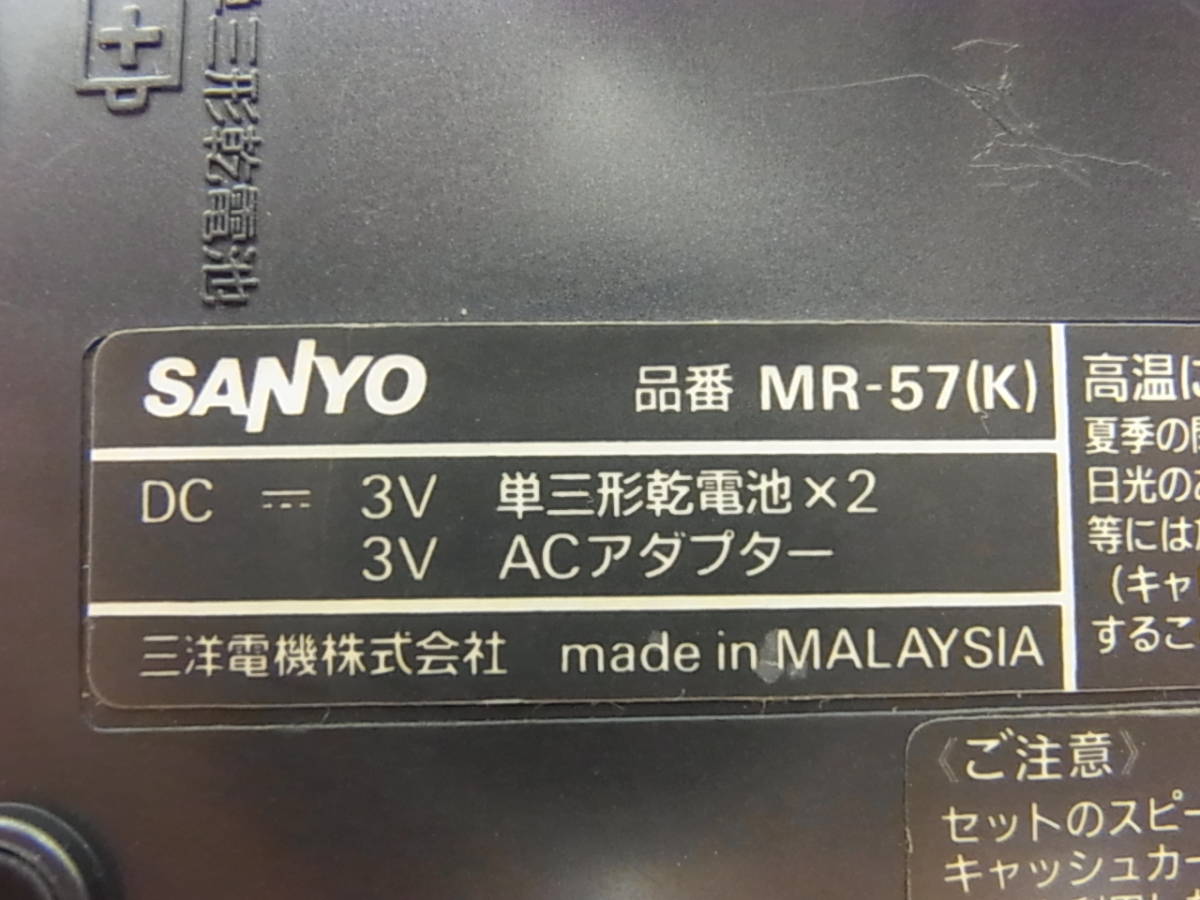 三形乾電池
SANYO 品番 MR-57(K)
DC ⎓ 3V 単三形乾電池×2
3V ACアダプター
三洋電機株式会社 made in MALAYSIA
高温に
夏季の
日光の
等には
(キャ
するこ
《ご注意》
セットのスピー
キャッシュカー